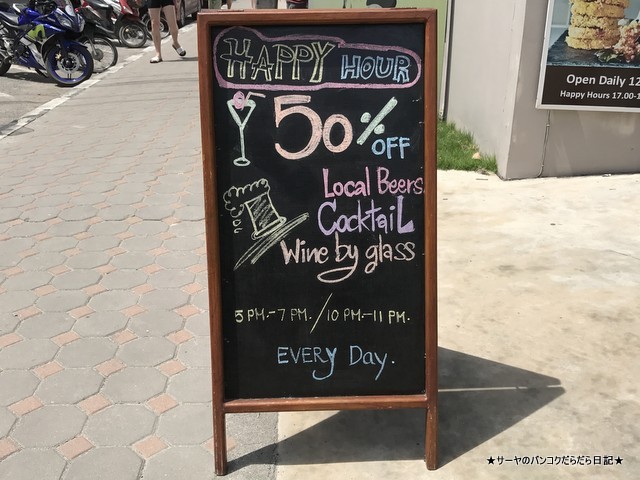 HAPPY HOUR
50% OFF
Local Beers
Cocktail
Wine by glass
5 PM.-7 PM. / 10 PM.-11 PM.
EVERY Day.
Open Daily 12
Happy Hours 17.00-1
★サーヤのバンコクだらだら日記★